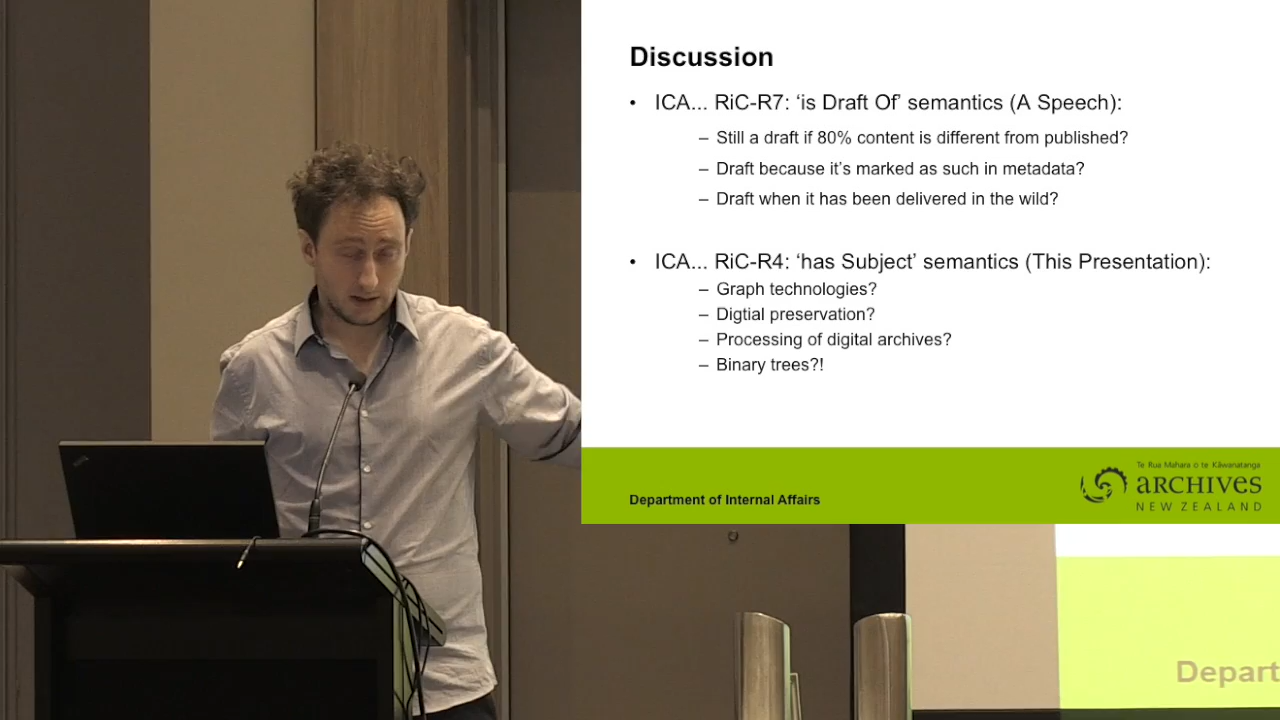 Discussion
• ICA... RiC-R7: ‘is Draft Of’ semantics (A Speech):
– Still a draft if 80% content is different from published?
– Draft because it’s marked as such in metadata?
– Draft when it has been delivered in the wild?
• ICA... RiC-R4: ‘has Subject’ semantics (This Presentation):
– Graph technologies?
– Digtial preservation?
– Processing of digital archives?
– Binary trees?!
Te Rua Mahara o te Kāwanatanga
ARCHIVES
NEW ZEALAND
Department of Internal Affairs
Depart